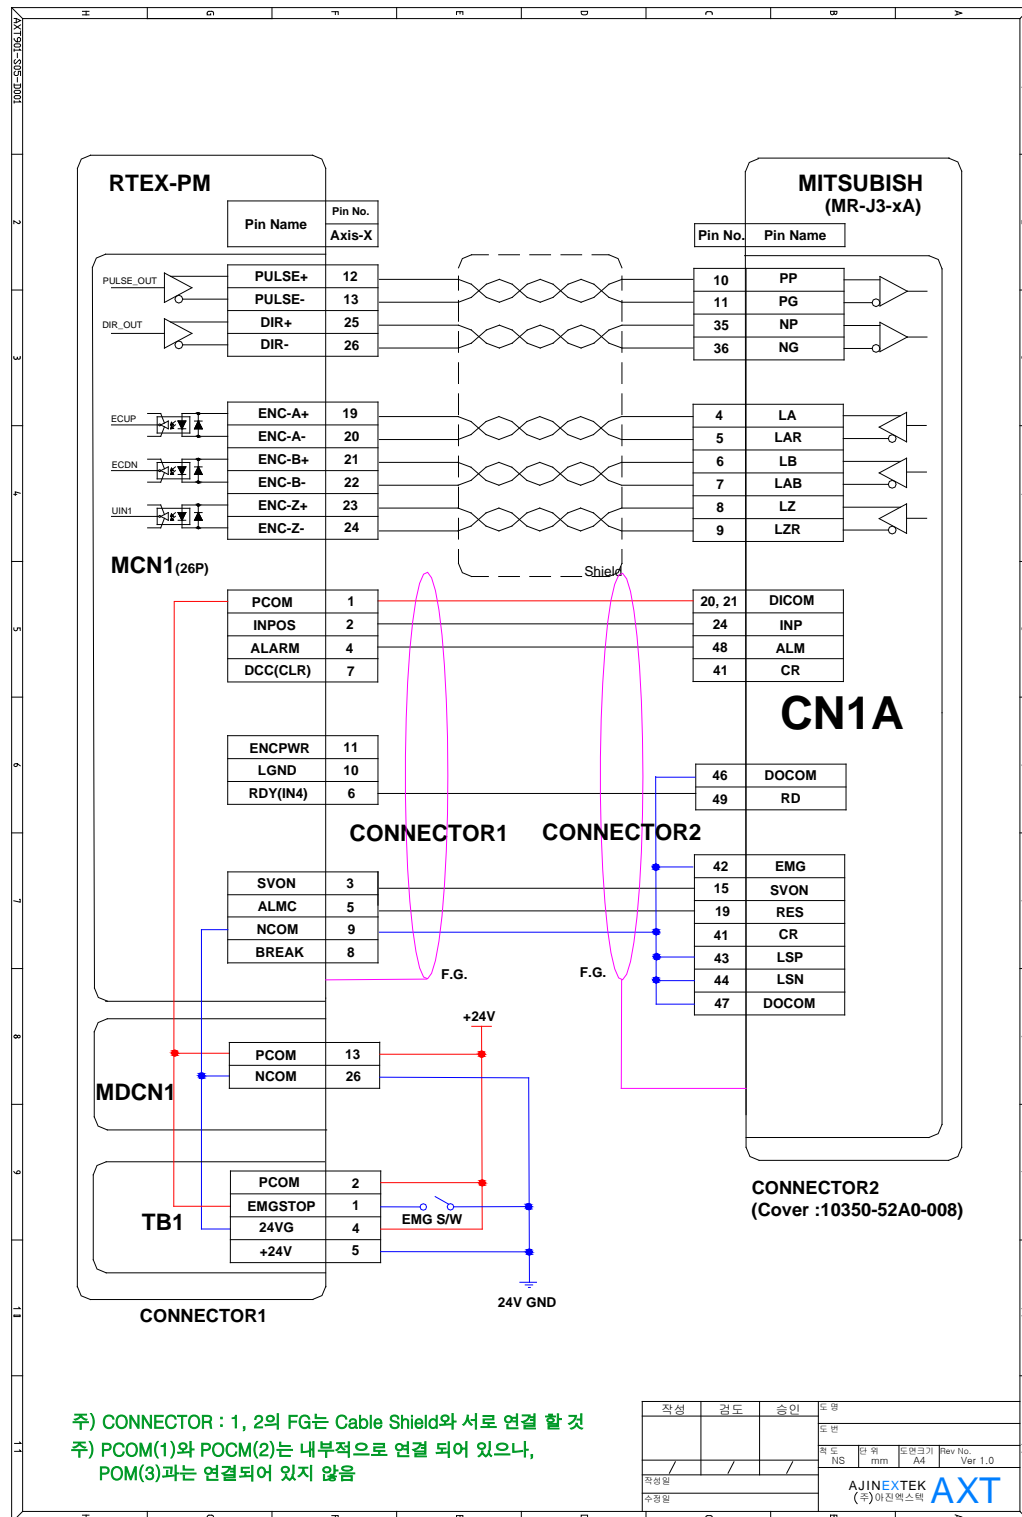 H G F E D C B A
AXT901-S05-D001
RTEX-PM
Pin Name
Pin No.
Axis-X
MITSUBISH
(MR-J3-xA)
Pin No. Pin Name
PULSE_OUT
PULSE+ 12
PULSE- 13
DIR_OUT
DIR+ 25
DIR- 26
10 PP
11 PG
35 NP
36 NG
ECUP
ENC-A+ 19
ENC-A- 20
ECDN
ENC-B+ 21
ENC-B- 22
UIN1
ENC-Z+ 23
ENC-Z- 24
4 LA
5 LAR
6 LB
7 LAB
8 LZ
9 LZR
MCN1(26P)
Shield
PCOM 1
INPOS 2
ALARM 4
DCC(CLR) 7
20, 21 DICOM
24 INP
48 ALM
41 CR
CN1A
ENCPWR 11
LGND 10
RDY(IN4) 6
46 DOCOM
49 RD
CONNECTOR1 CONNECTOR2
SVON 3
ALMC 5
NCOM 9
BREAK 8
42 EMG
15 SVON
19 RES
41 CR
43 LSP
44 LSN
47 DOCOM
F.G. F.G.
+24V
PCOM 13
NCOM 26
MDCN1
PCOM 2
EMGSTOP 1
24VG 4
+24V 5
TB1
EMG S/W
24V GND
CONNECTOR1
CONNECTOR2
(Cover :10350-52A0-008)
2
3
4
5
6
7
8
9
10
11
주) CONNECTOR : 1, 2의 FG는 Cable Shield와 서로 연결 할 것
주) PCOM(1)와 POCM(2)는 내부적으로 연결 되어 있으나,
POM(3)과는 연결되어 있지 않음
작성 검도 승인
도 명
도 번
척 도 단 위 도면크기 Rev No.
NS mm A4 Ver 1.0
작성일
수정일
AJINEXTEK
(주)아진엑스텍
AXT